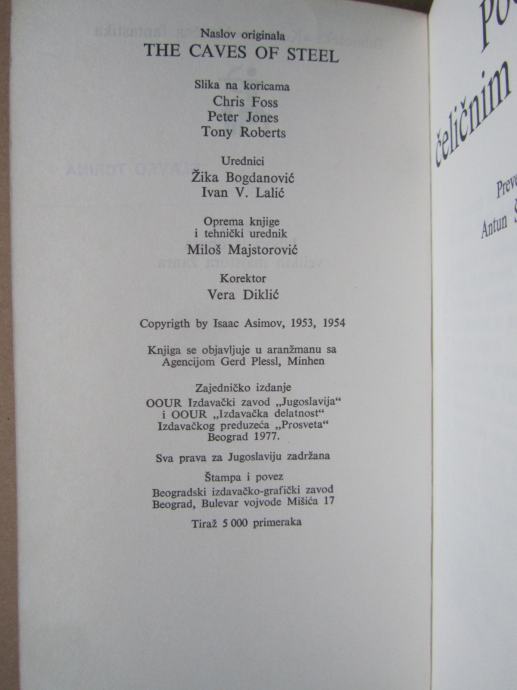 Naslov originala
THE CAVES OF STEEL
Slika na koricama
Chris Foss
Peter Jones
Tony Roberts
Urednici
Žika Bogdanović
Ivan V. Lalić
Oprema knjige
i tehnički urednik
Miloš Majstorović
Korektor
Vera Diklić
Copyrigth by Isaac Asimov, 1953, 1954
Knjiga se objavljuje u aranžmanu sa
Agencijom Gerd Plessl, Minhen
Zajedničko izdanje
OOUR Izdavački zavod „Jugoslavija“
i OOUR „Izdavačka delatnost“
Izdavačkog preduzeća „Prosveta“
Beograd 1977.
Sva prava za Jugoslaviju zadržana
Štampa i povez
Beogradski izdavačko-grafički zavod
Beograd, Bulevar vojvode Mišića 17
Tiraž 5 000 primeraka
čeličnim
Antun